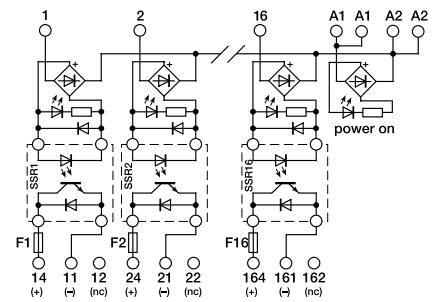 1 2 16 A1 A1 A2 A2
+ + + +
power on
SSR1 SSR2 SSR16
F1 F2 F16
14 11 12 24 21 22 164 161 162
(+) (–) (nc) (+) (–) (nc) (+) (–) (nc)